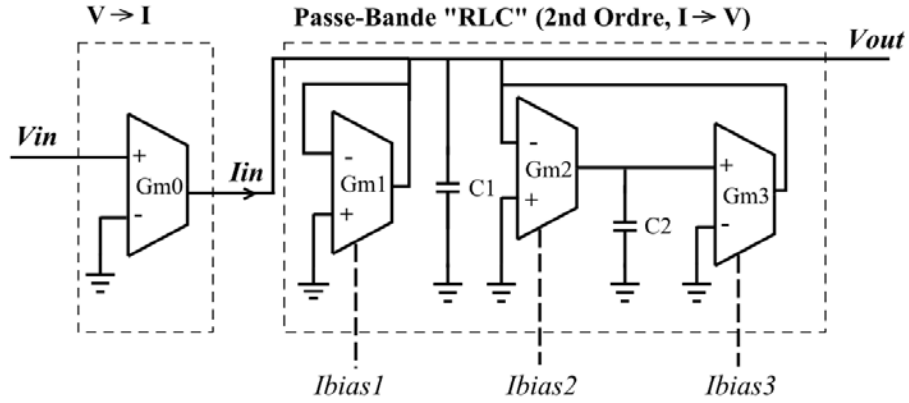 V → I
Passe-Bande "RLC" (2nd Ordre, I → V)
Vout
Vin
+
Gm0
-
Iin
-
Gm1
+
C1
-
Gm2
+
C2
+
Gm3
-
Ibias1
Ibias2
Ibias3